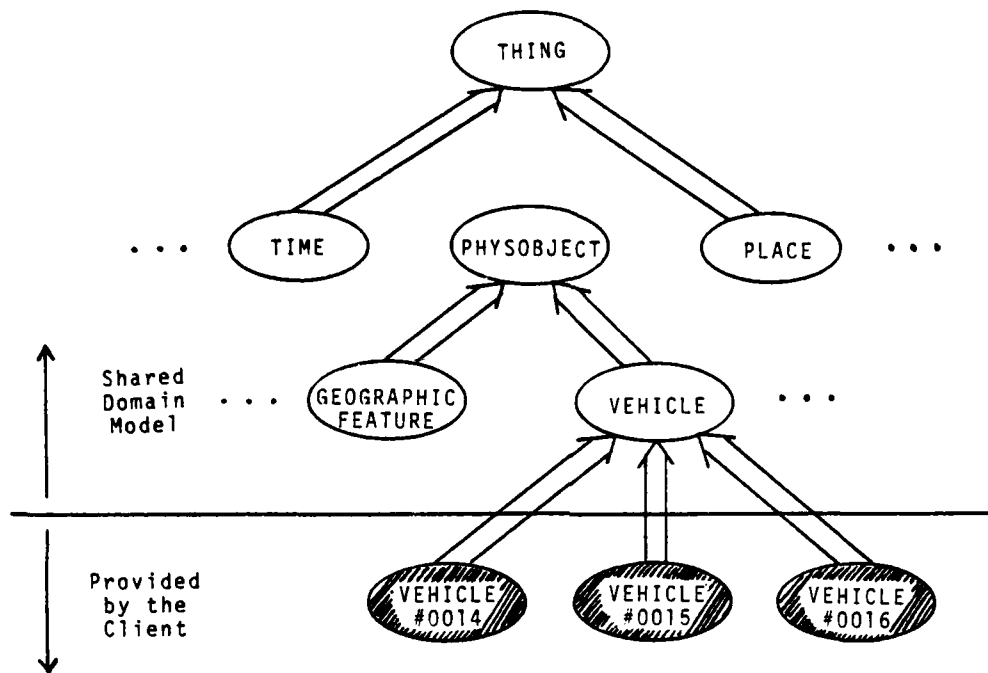 THING
TIME
PHYSOBJECT
PLACE
Shared
Domain
Model
GEOGRAPHIC
FEATURE
VEHICLE
Provided
by the
Client
VEHICLE
#0014
VEHICLE
#0015
VEHICLE
#0016